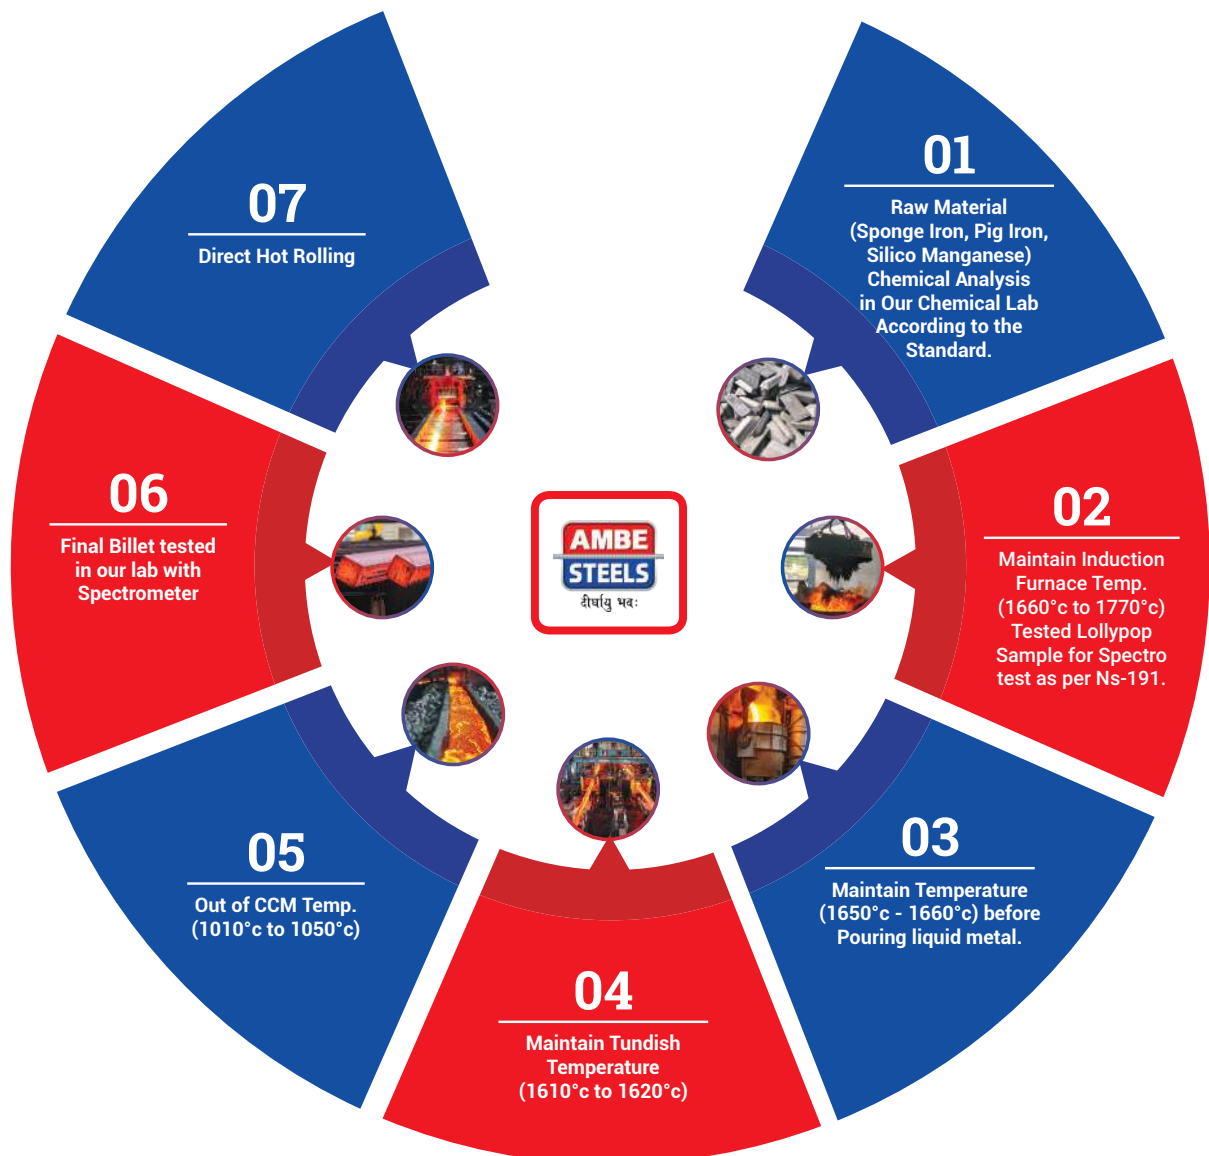 01
Raw Material
(Sponge Iron, Pig Iron,
Silico Manganese)
Chemical Analysis
in Our Chemical Lab
According to the
Standard.
02
Maintain Induction
Furnace Temp.
(1660°c to 1770°c)
Tested Lollypop
Sample for Spectro
test as per Ns-191.
03
Maintain Temperature
(1650°c - 1660°c) before
Pouring liquid metal.
04
Maintain Tundish
Temperature
(1610°c to 1620°c)
05
Out of CCM Temp.
(1010°c to 1050°c)
06
Final Billet tested
in our lab with
Spectrometer
07
Direct Hot Rolling
AMBE
STEELS
दीर्घायु भवः